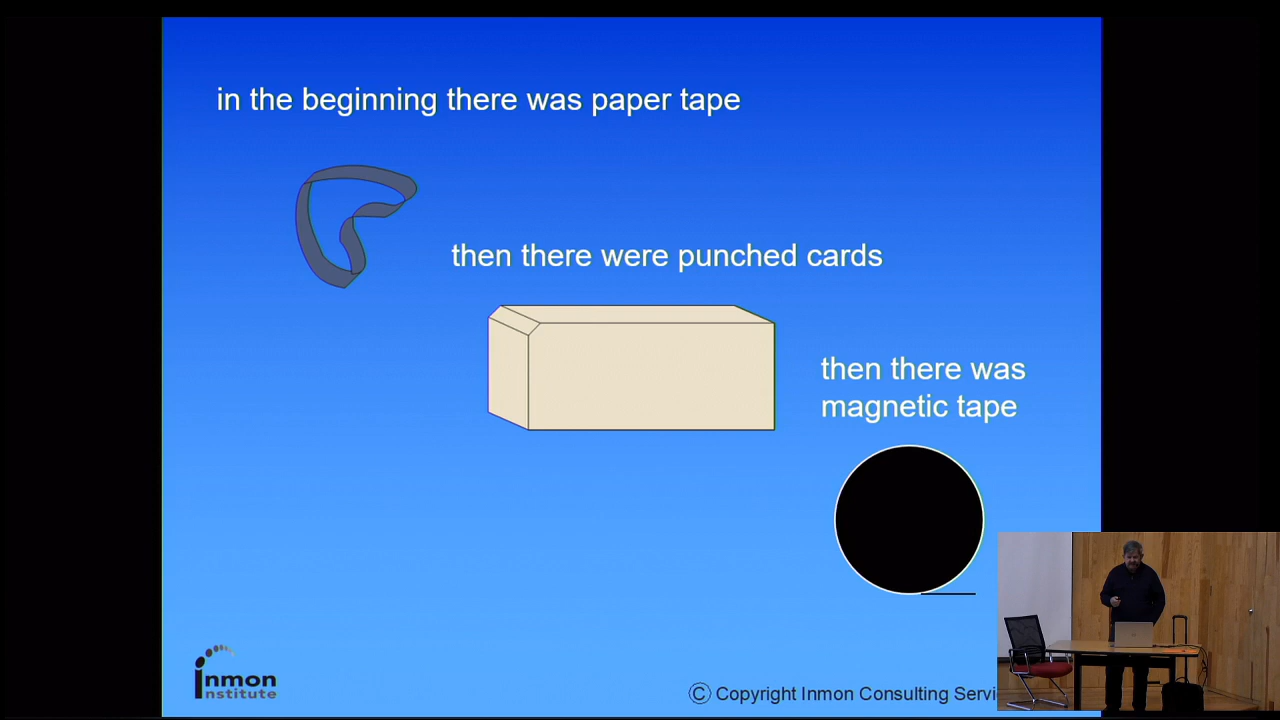 in the beginning there was paper tape
then there were punched cards
then there was
magnetic tape
Inmon
Institute
© Copyright Inmon Consulting